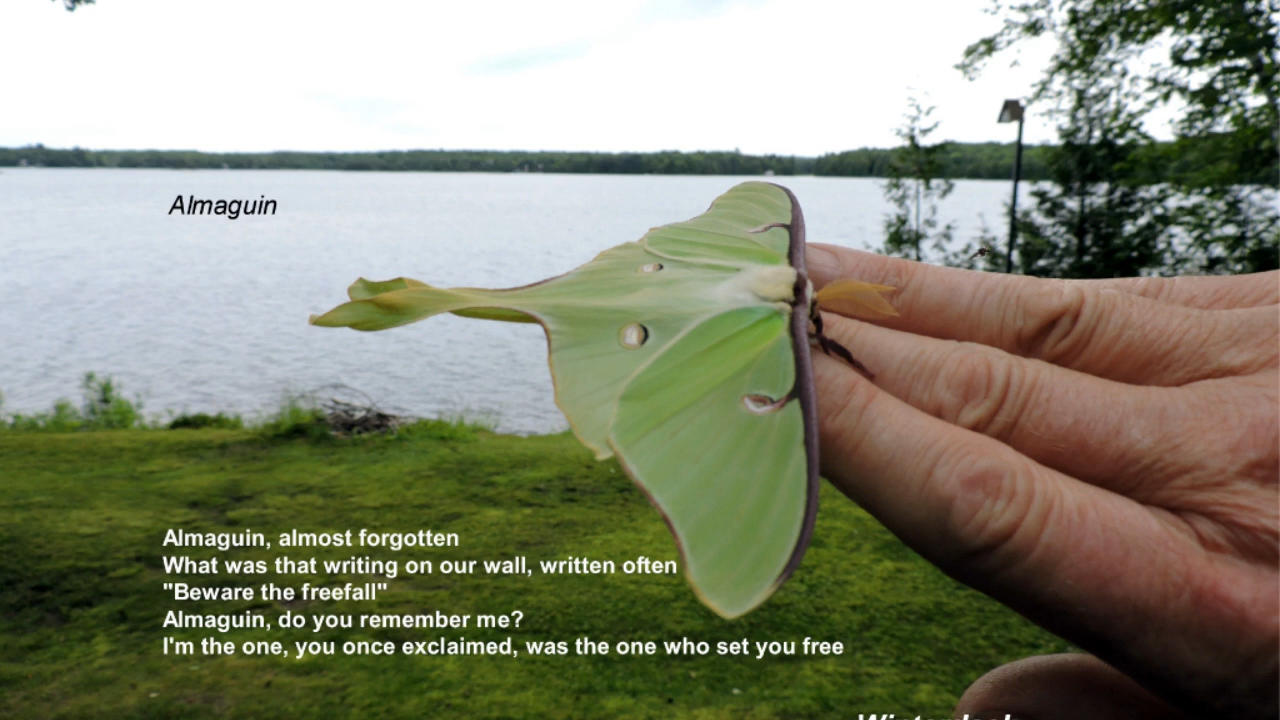 Almaguin
Almaguin, almost forgotten
What was that writing on our wall, written often
"Beware the freefall"
Almaguin, do you remember me?
I'm the one, you once exclaimed, was the one who set you free